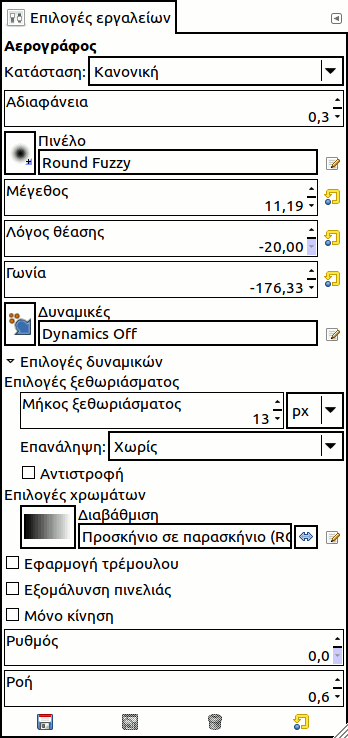 Επιλογές εργαλείων
Αερογράφος
Κατάσταση: Κανονική
Αδιαφάνεια
0,3
Πινέλο
Round Fuzzy
Μέγεθος
11,19
Λόγος θέασης
-20,00
Γωνία
-176,33
Δυναμικές
Dynamics Off
Επιλογές δυναμικών
Επιλογές ξεθωριάσματος
Μήκος ξεθωριάσματος
13 px
Επανάληψη: Χωρίς
Αντιστροφή
Επιλογές χρωμάτων
Διαβάθμιση
Προσκήνιο σε παρασκήνιο (RG
Εφαρμογή τρέμουλου
Εξομάλυνση πινελιάς
Μόνο κίνηση
Ρυθμός
0,0
Ροή
0,6